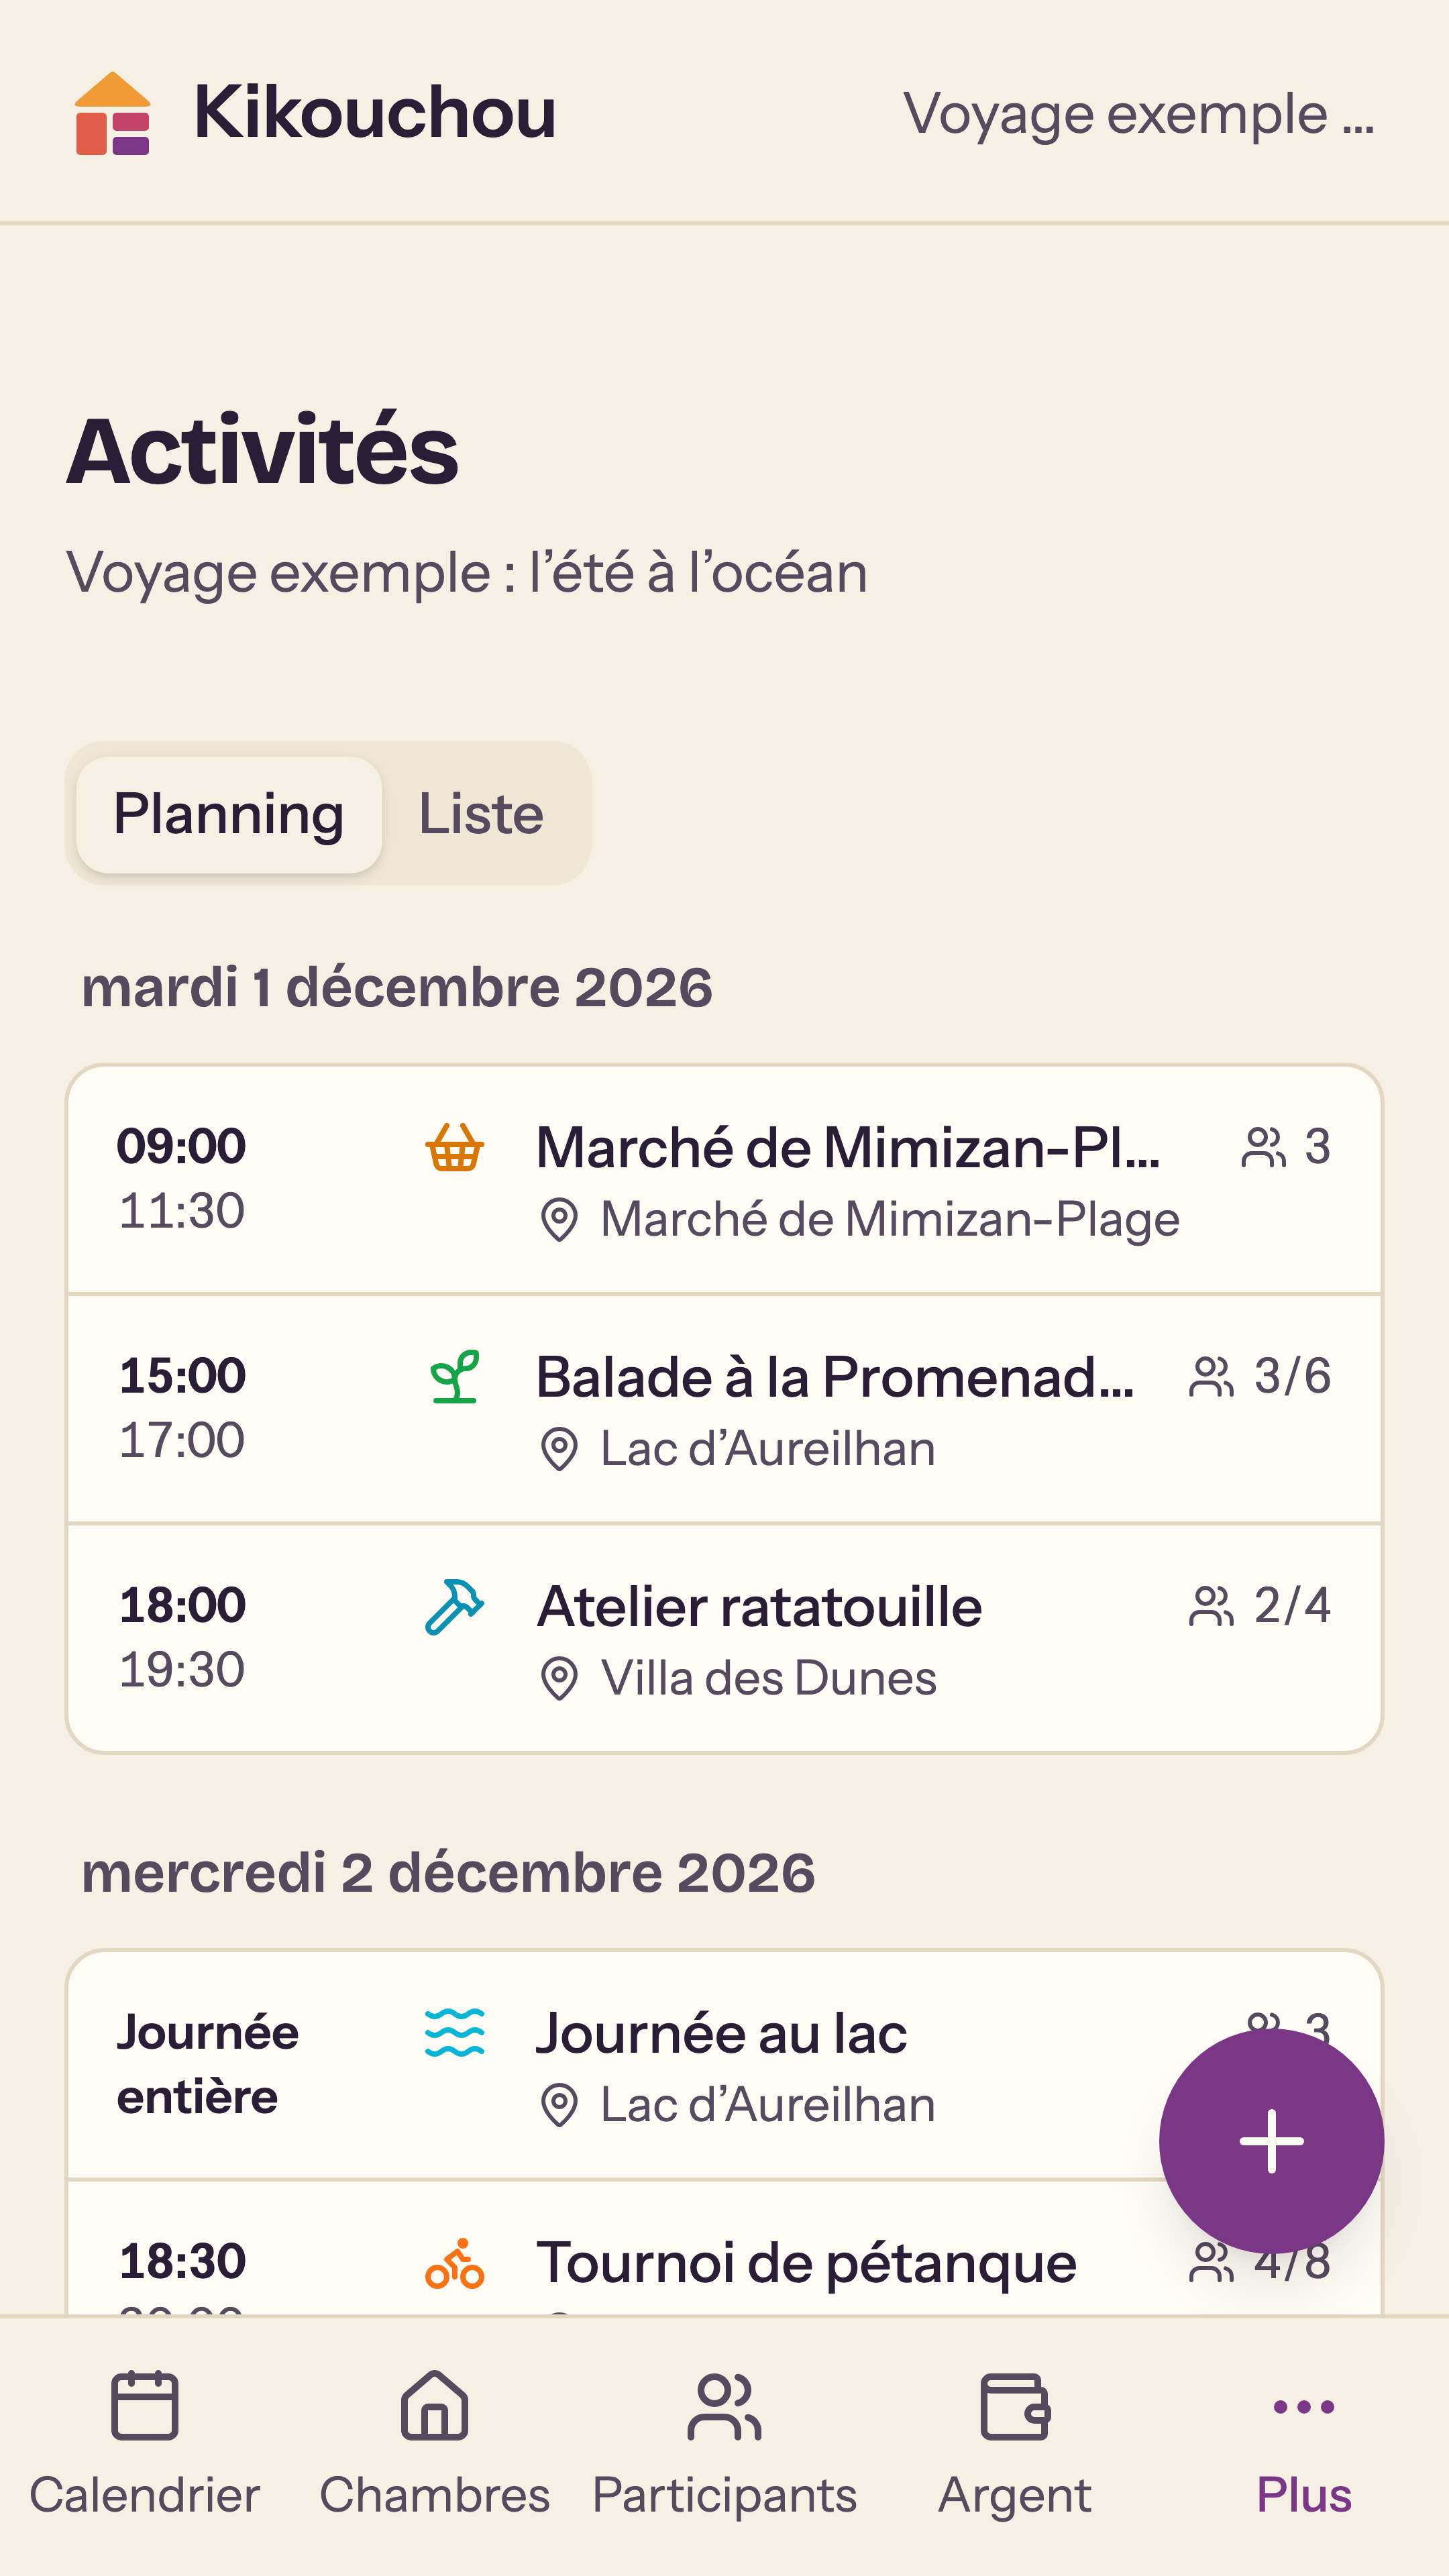 Kikouchou
Voyage exemple ...
Activités
Voyage exemple : l’été à l’océan
Planning
Liste
mardi 1 décembre 2026
09:00
11:30
Marché de Mimizan-Pl...
3
Marché de Mimizan-Plage
15:00
17:00
Balade à la Promenad...
3/6
Lac d’Aureilhan
18:00
19:30
Atelier ratatouille
2/4
Villa des Dunes
mercredi 2 décembre 2026
Journée
entière
Journée au lac
3
Lac d’Aureilhan
18:30
Tournoi de pétanque
4/8
Calendrier
Chambres
Participants
Argent
Plus